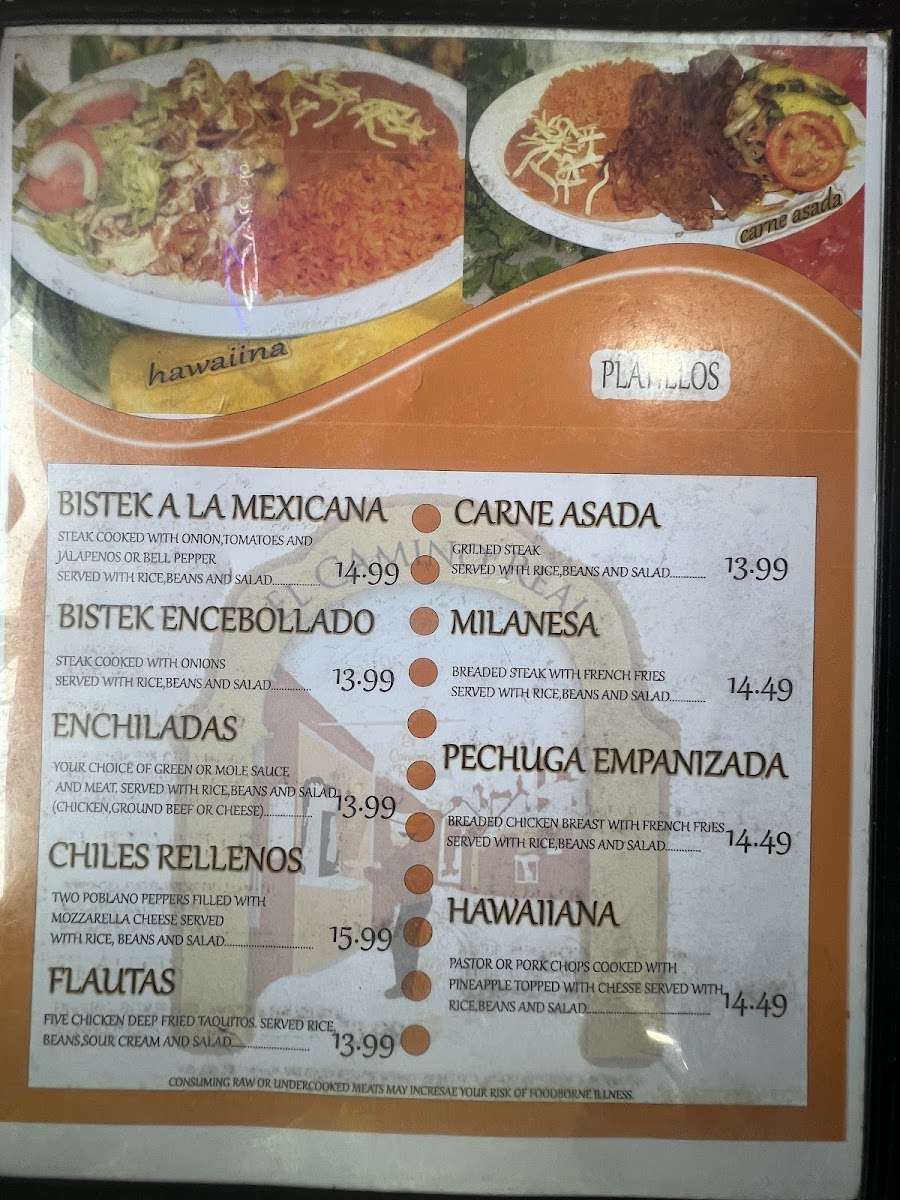 hawaiina
carne asada
PLATILLOS
BISTEK A LA MEXICANA
STEAK COOKED WITH ONION,TOMATOES AND
JALAPENOS OR BELL PEPPER
SERVED WITH RICE,BEANS AND SALAD............... 14.99
BISTEK ENCEBOLLADO
STEAK COOKED WITH ONIONS
SERVED WITH RICE,BEANS AND SALAD............. 13.99
ENCHILADAS
YOUR CHOICE OF GREEN OR MOLE SAUCE
AND MEAT. SERVED WITH RICE,BEANS AND SALAD
(CHICKEN,GROUND BEEF OR CHEESE)................ 13.99
CHILES RELLENOS
TWO POBLANO PEPPERS FILLED WITH
MOZZARELLA CHEESE SERVED
WITH RICE, BEANS AND SALAD............................ 15.99
FLAUTAS
FIVE CHICKEN DEEP FRIED TAQUITOS. SERVED RICE,
BEANS,SOUR CREAM AND SALAD......................... 13.99
CARNE ASADA
GRILLED STEAK
SERVED WITH RICE,BEANS AND SALAD............ 13.99
MILANESA
BREADED STEAK WITH FRENCH FRIES
SERVED WITH RICE,BEANS AND SALAD............ 14.49
PECHUGA EMPANIZADA
BREADED CHICKEN BREAST WITH FRENCH FRIES
SERVED WITH RICE,BEANS AND SALAD............ 14.49
HAWAIIANA
PASTOR OR PORK CHOPS COOKED WITH
PINEAPPLE TOPPED WITH CHESSE SERVED WITH
RICE,BEANS AND SALAD........................................ 14.49
EL CAMINO REAL
CONSUMING RAW OR UNDERCOOKED MEATS MAY INCRESAE YOUR RISK OF FOODBORNE ILLNESS.